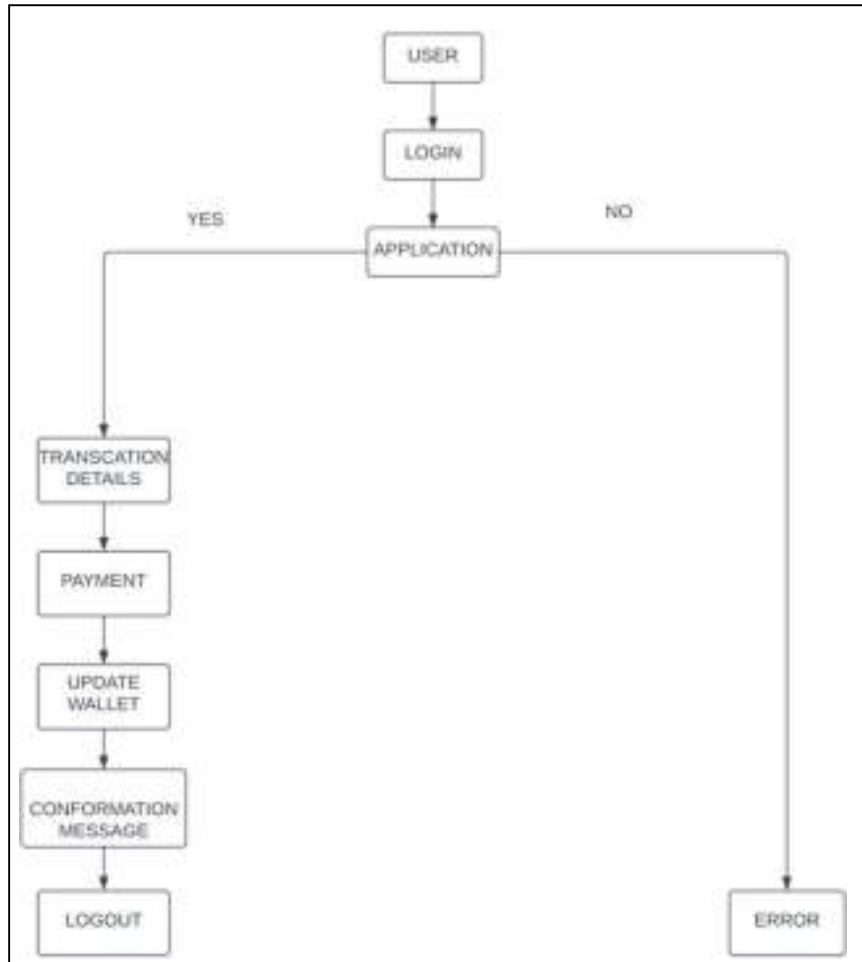 USER
LOGIN
YES
NO
APPLICATION
TRANSCATION
DETAILS
PAYMENT
UPDATE
WALLET
CONFORMATION
MESSAGE
LOGOUT
ERROR